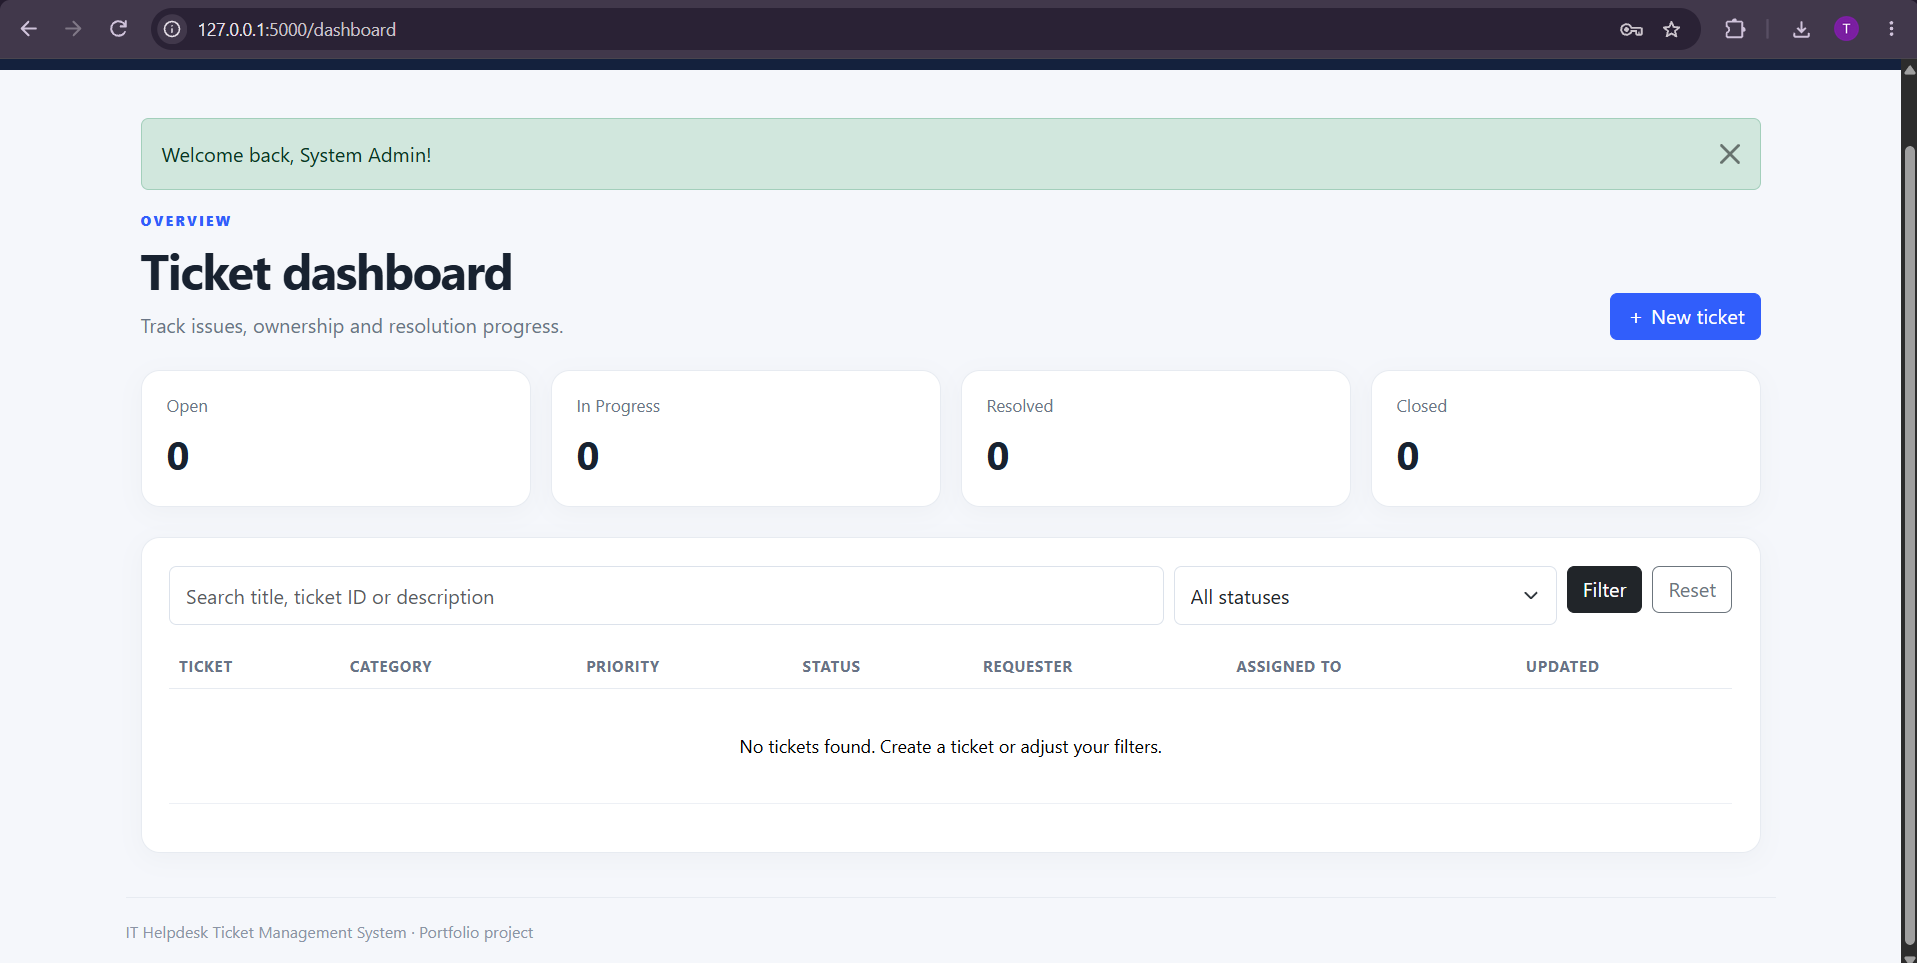 127.0.0.1:5000/dashboard
T
Welcome back, System Admin!
OVERVIEW
Ticket dashboard
Track issues, ownership and resolution progress.
+ New ticket
Open
0
In Progress
0
Resolved
0
Closed
0
Search title, ticket ID or description
All statuses
Filter
Reset
TICKET CATEGORY PRIORITY STATUS REQUESTER ASSIGNED TO UPDATED
No tickets found. Create a ticket or adjust your filters.
IT Helpdesk Ticket Management System · Portfolio project